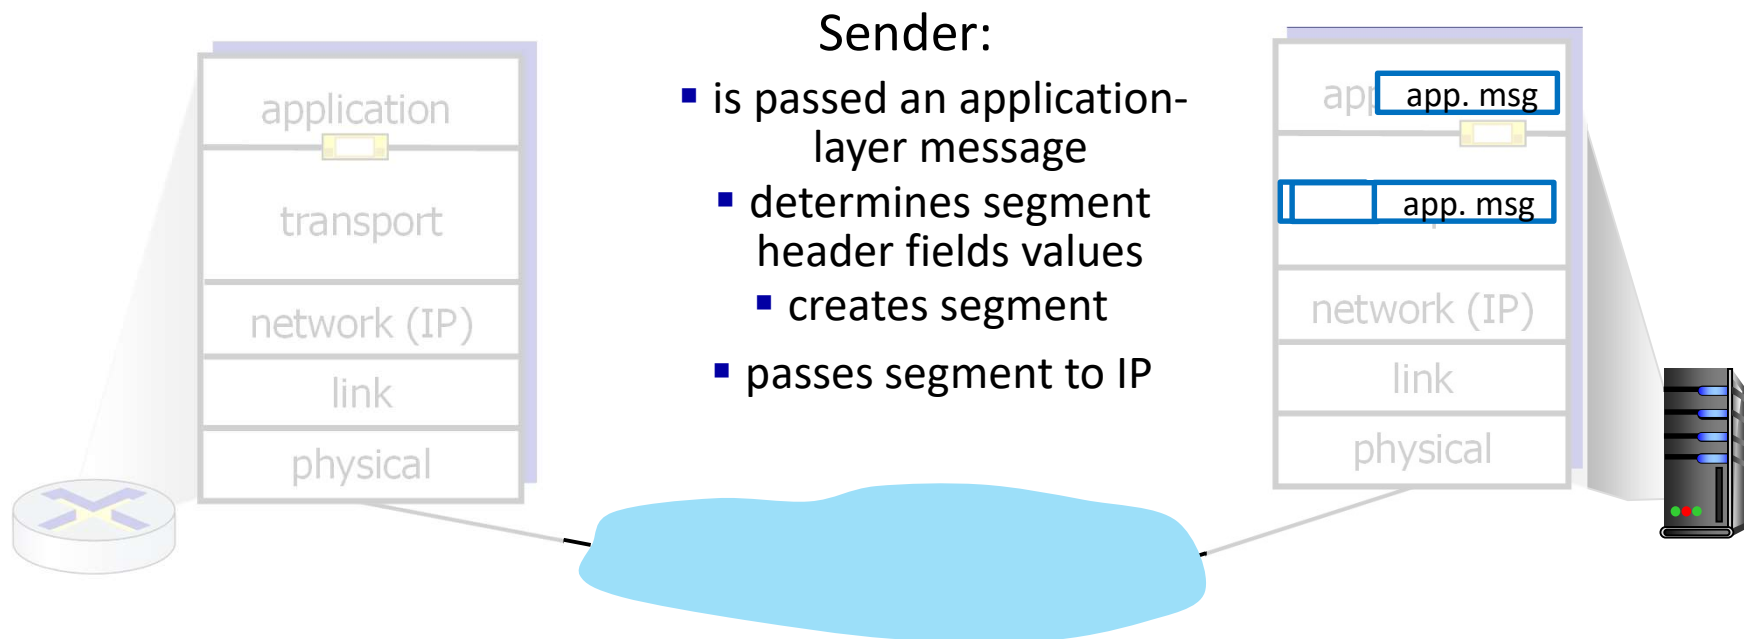 Sender:
▪ is passed an application-
layer message
▪ determines segment
header fields values
▪ creates segment
▪ passes segment to IP
application
transport
network (IP)
link
physical
app
app. msg
app. msg
network (IP)
link
physical